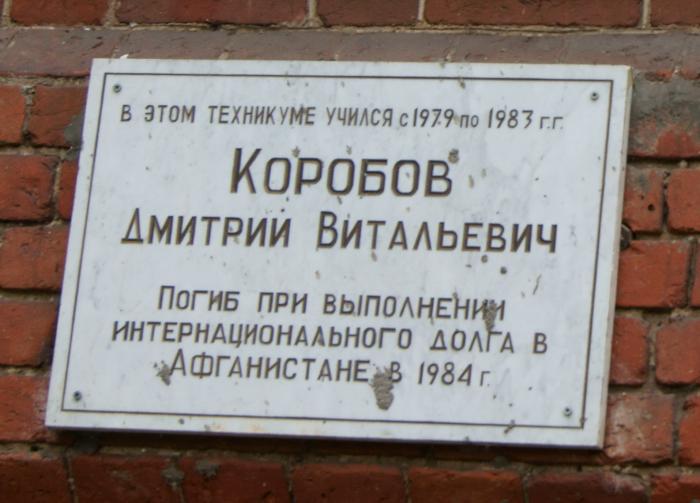 В ЭТОМ ТЕХНИКУМЕ УЧИЛСЯ с 1979 по 1983 г.г.
КОРОБОВ
ДМИТРИЙ ВИТАЛЬЕВИЧ
ПОГИБ ПРИ ВЫПОЛНЕНИИ
ИНТЕРНАЦИОНАЛЬНОГО ДОЛГА В
АФГАНИСТАНЕ В 1984 г.